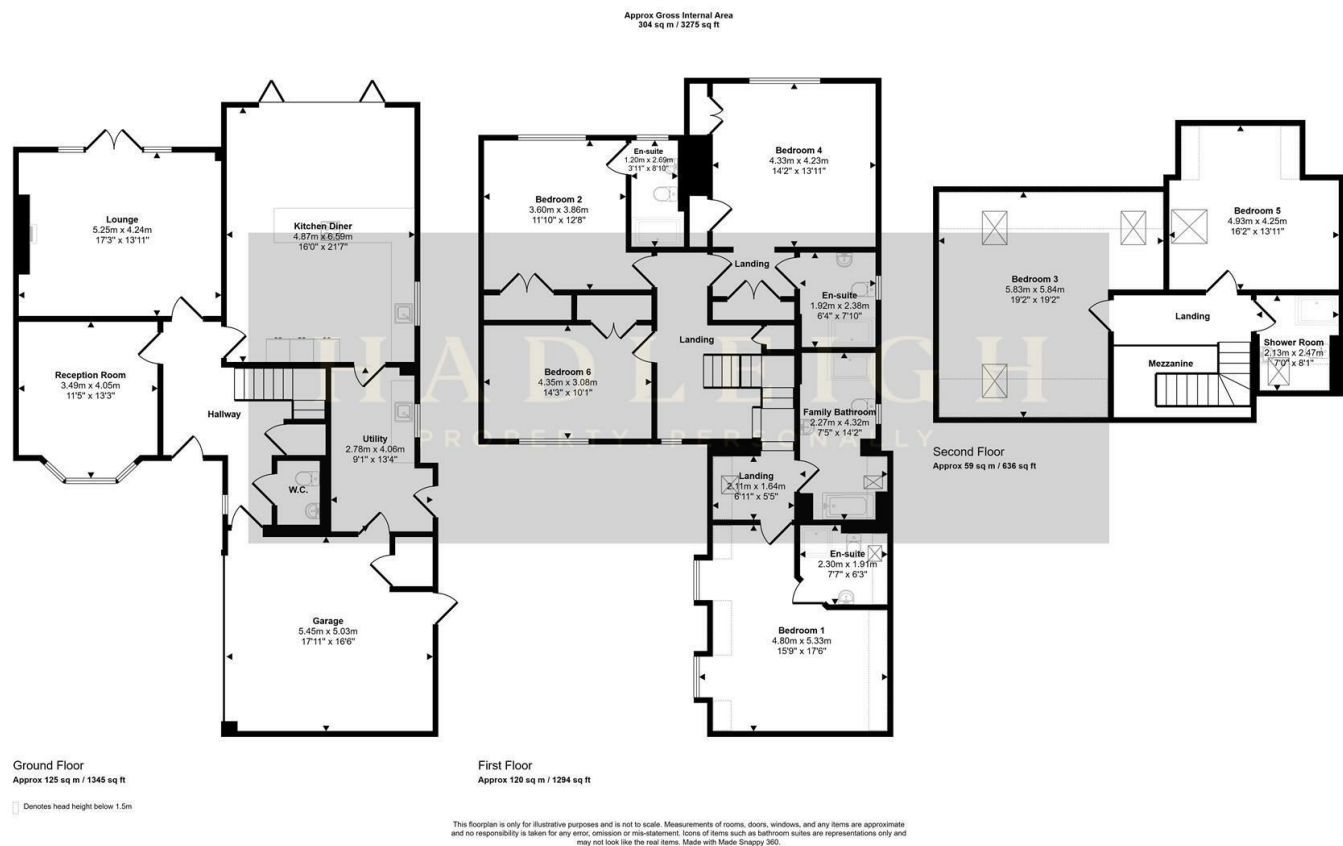 Approx Gross Internal Area
304 sq m / 3275 sq ft
Lounge
5.25m x 4.24m
17'3" x 13'11"
Kitchen Diner
4.87m x 6.59m
16'0" x 21'7"
Reception Room
3.49m x 4.05m
11'5" x 13'3"
Hallway
Utility
2.78m x 4.06m
9'1" x 13'4"
W.C.
Garage
5.45m x 5.03m
17'11" x 16'6"
Ground Floor
Approx 125 sq m / 1345 sq ft
Denotes head height below 1.5m
Bedroom 2
3.60m x 3.86m
11'10" x 12'8"
En-suite
1.20m x 2.69m
3'11" x 8'10"
Bedroom 4
4.33m x 4.23m
14'2" x 13'11"
Landing
En-suite
1.92m x 2.38m
6'4" x 7'10"
Landing
Bedroom 6
4.35m x 3.08m
14'3" x 10'1"
Family Bathroom
2.27m x 4.32m
7'5" x 14'2"
Landing
2.11m x 1.64m
6'11" x 5'5"
En-suite
2.30m x 1.91m
7'7" x 6'3"
Bedroom 1
4.80m x 5.33m
15'9" x 17'6"
First Floor
Approx 120 sq m / 1294 sq ft
Bedroom 5
4.93m x 4.25m
16'2" x 13'11"
Bedroom 3
5.83m x 5.84m
19'2" x 19'2"
Landing
Shower Room
2.13m x 2.47m
7'0" x 8'1"
Mezzanine
Second Floor
Approx 59 sq m / 636 sq ft
HADLEIGH
PROPERTY PERSONALLY
This floorplan is only for illustrative purposes and is not to scale. Measurements of rooms, doors, windows, and any items are approximate
and no responsibility is taken for any error, omission or mis-statement. Icons of items such as bathroom suites are representations only and
may not look like the real items. Made with Made Snappy 360.